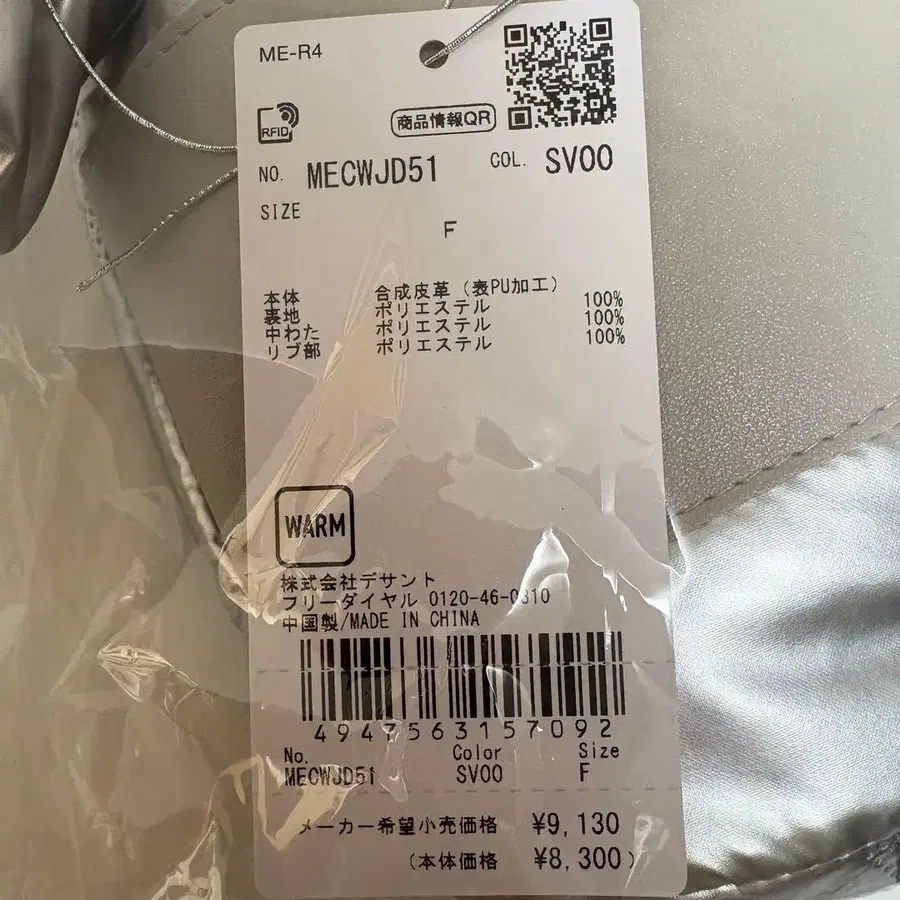 ME-R4
RFID
商品情報QR
NO. MECWJD51 COL. SV00
SIZE
F
本体 合成皮革(表PU加工)
裏地 ポリエステル 100%
中わた ポリエステル 100%
リブ部 ポリエステル 100%
WARM
株式会社デサント
フリーダイヤル 0120-46-0310
中国製/MADE IN CHINA
4947563157092
No. Color Size
MECWJD51 SV00 F
メーカー希望小売価格 ¥9,130
(本体価格 ¥8,300)